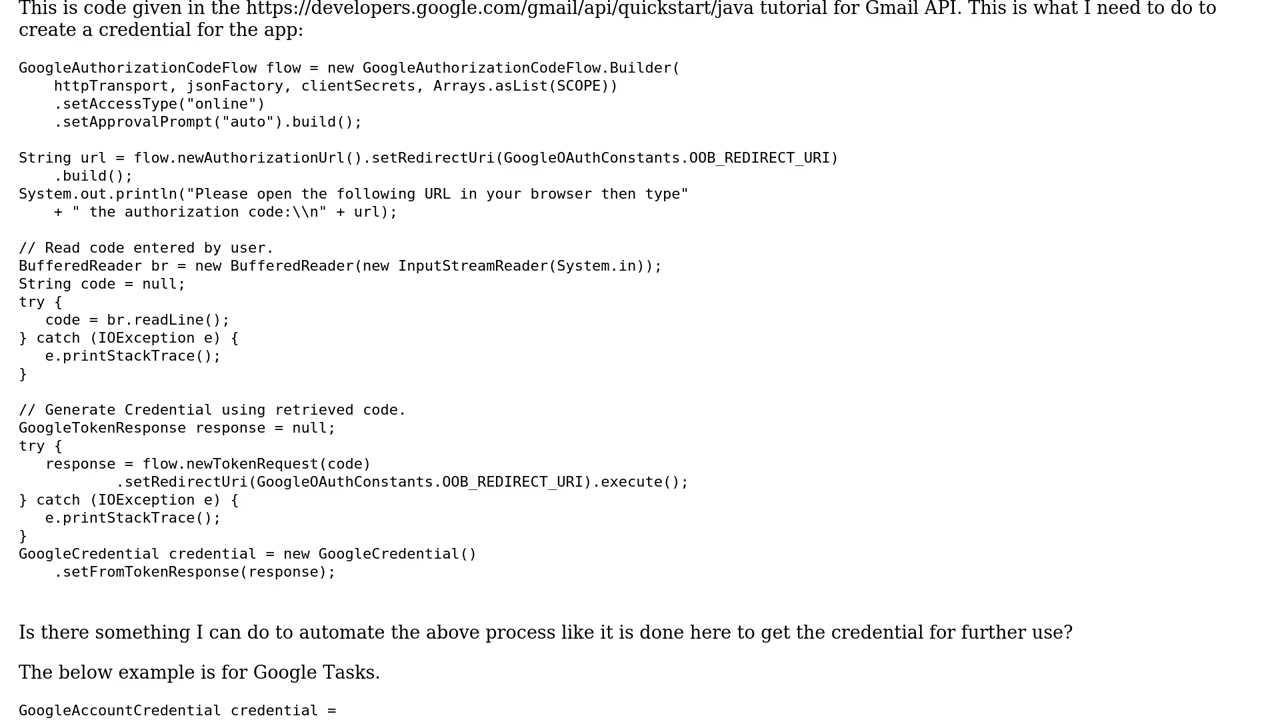 This is code given in the https://developers.google.com/gmail/api/quickstart/java tutorial for Gmail API. This is what I need to do to
create a credential for the app:
GoogleAuthorizationCodeFlow flow = new GoogleAuthorizationCodeFlow.Builder(
    httpTransport, jsonFactory, clientSecrets, Arrays.asList(SCOPE))
    .setAccessType("online")
    .setApprovalPrompt("auto").build();

String url = flow.newAuthorizationUrl().setRedirectUri(GoogleOAuthConstants.OOB_REDIRECT_URI)
    .build();
System.out.println("Please open the following URL in your browser then type"
    + " the authorization code:\\n" + url);

// Read code entered by user.
BufferedReader br = new BufferedReader(new InputStreamReader(System.in));
String code = null;
try {
   code = br.readLine();
} catch (IOException e) {
   e.printStackTrace();
}

// Generate Credential using retrieved code.
GoogleTokenResponse response = null;
try {
   response = flow.newTokenRequest(code)
           .setRedirectUri(GoogleOAuthConstants.OOB_REDIRECT_URI).execute();
} catch (IOException e) {
   e.printStackTrace();
}
GoogleCredential credential = new GoogleCredential()
    .setFromTokenResponse(response);

Is there something I can do to automate the above process like it is done here to get the credential for further use?
The below example is for Google Tasks.
GoogleAccountCredential credential =